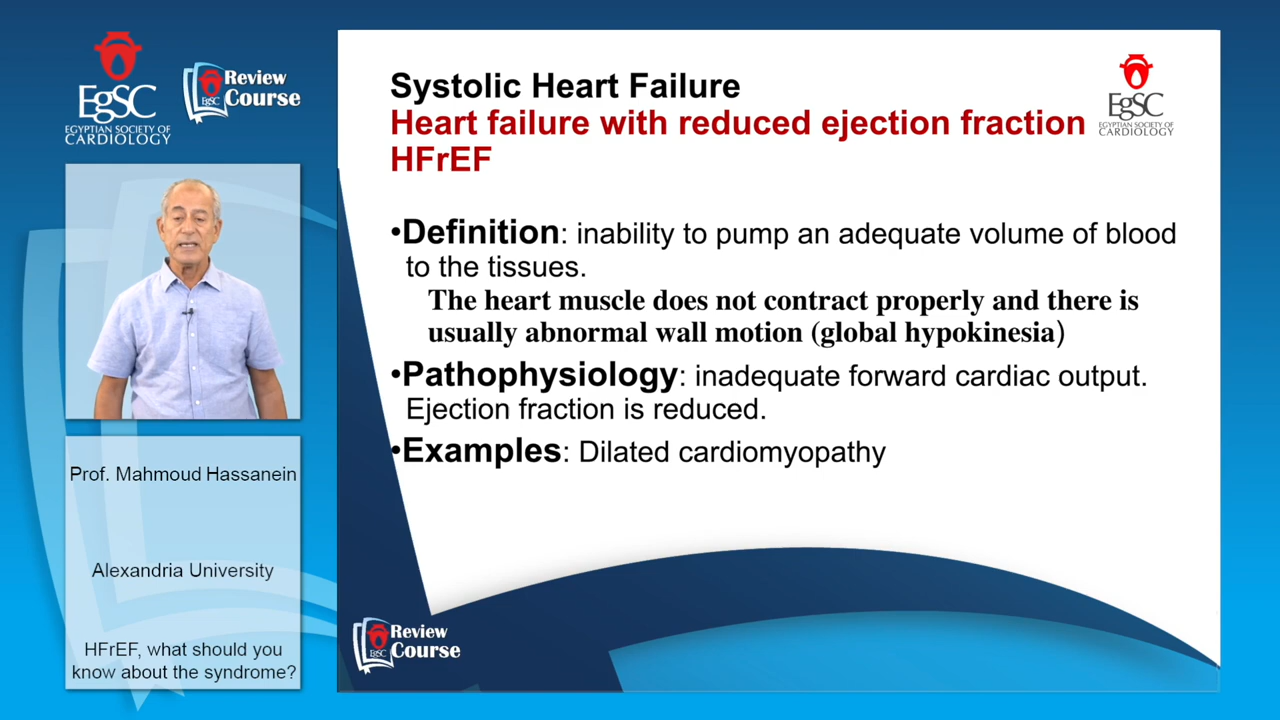 EgSC
EGYPTIAN SOCIETY OF
CARDIOLOGY
Review
EgSC Course
Prof. Mahmoud Hassanein
Alexandria University
HFrEF, what should you
know about the syndrome?
Systolic Heart Failure
Heart failure with reduced ejection fraction
HFrEF
EgSC
EGYPTIAN SOCIETY OF
CARDIOLOGY
•Definition: inability to pump an adequate volume of blood
to the tissues.
The heart muscle does not contract properly and there is
usually abnormal wall motion (global hypokinesia)
•Pathophysiology: inadequate forward cardiac output.
Ejection fraction is reduced.
•Examples: Dilated cardiomyopathy
Review
EgSC Course